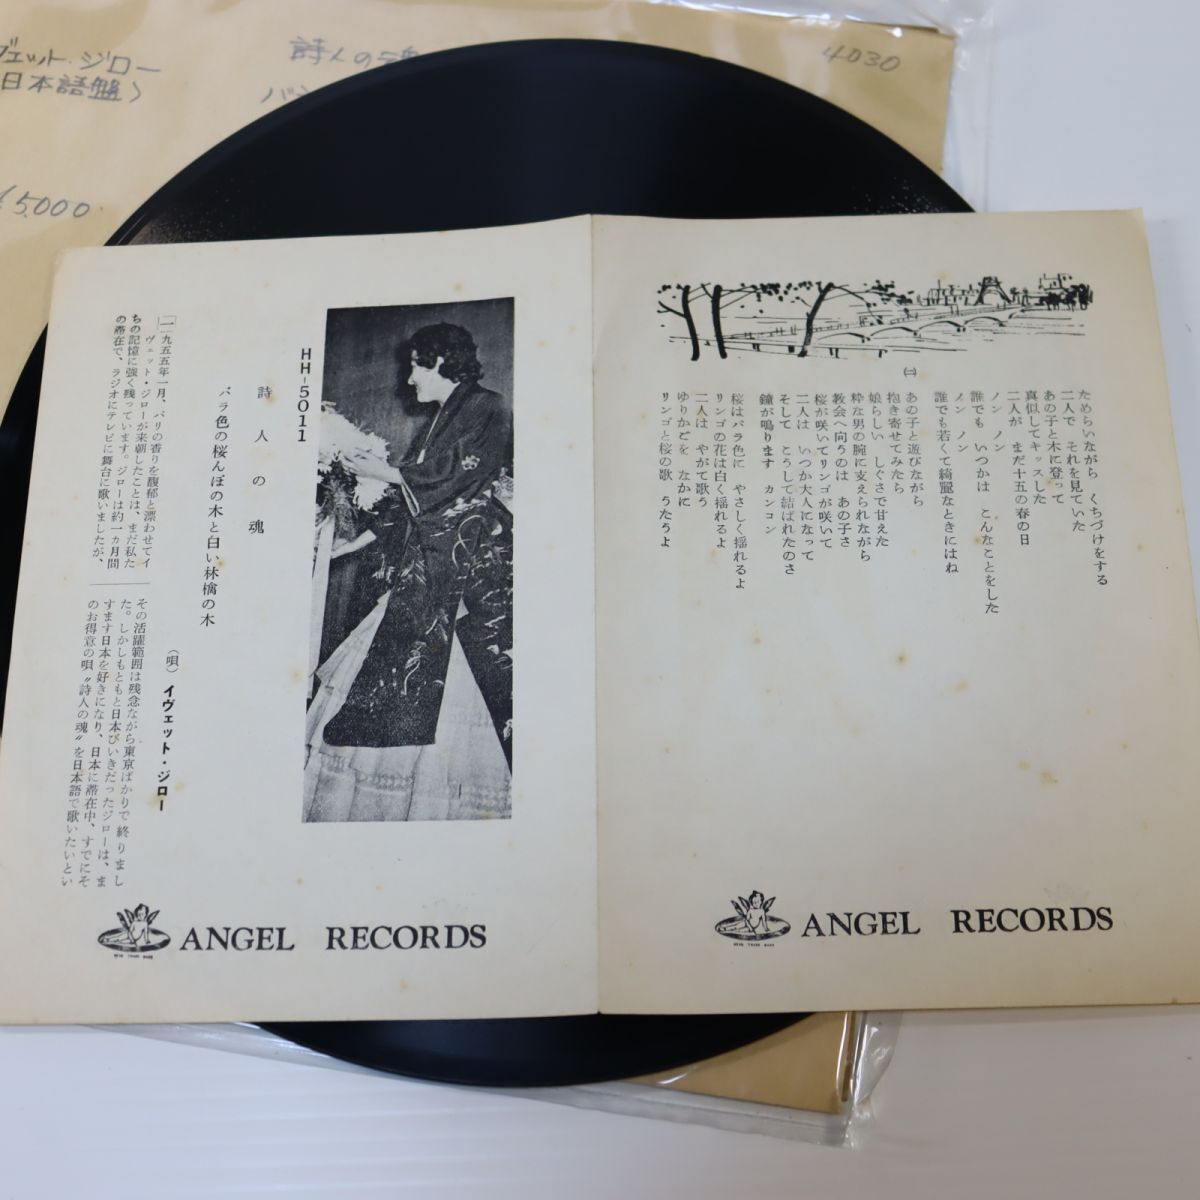 ヴェット・ジロー
日本語盤)
詩人の魂
4030
¥5,000
HH-5011
詩人の魂
バラ色の桜んぼの木と白い林檎の木
(唄) イヴェット・ジロー
一九五五年一月、パリの香りを馥郁と漂わせてイ
ヴェット・ジローが来朝したことは、まだ私た
ちの記憶に強く残っています。ジローは約一ヵ月間
の滞在で、ラジオにテレビに舞台に歌いましたが、
その活躍範囲は残念ながら東京ばかりで終りまし
た。しかしもともと日本びいきだったジローは、ま
すます日本を好きになり、日本に滞在中、すでにそ
のお得意の唄〝詩人の魂〟を日本語で歌いたいとい
ANGEL RECORDS
(二)
ためらいながら くちづけをする
二人で それを見ていた
あの子と木に登って
真似してキッスした
二人が まだ十五の春の日
ノン ノン
誰でも いつかは こんなことをした
ノン ノン
誰でも若くて綺麗なときにはね
あの子と遊びながら
抱き寄せてみたら
娘らしい しぐさで甘えた
粋な男の腕に支えられながら
教会へ向うのは あの子さ
桜が咲いてリンゴが咲いて
二人は いつか大人になって
そして こうして結ばれたのさ
鐘が鳴ります カンコン
桜はバラ色に やさしく揺れるよ
リンゴの花は白く揺れるよ
二人は やがて歌う
ゆりかごを なかに
リンゴと桜の歌 うたうよ
ANGEL RECORDS